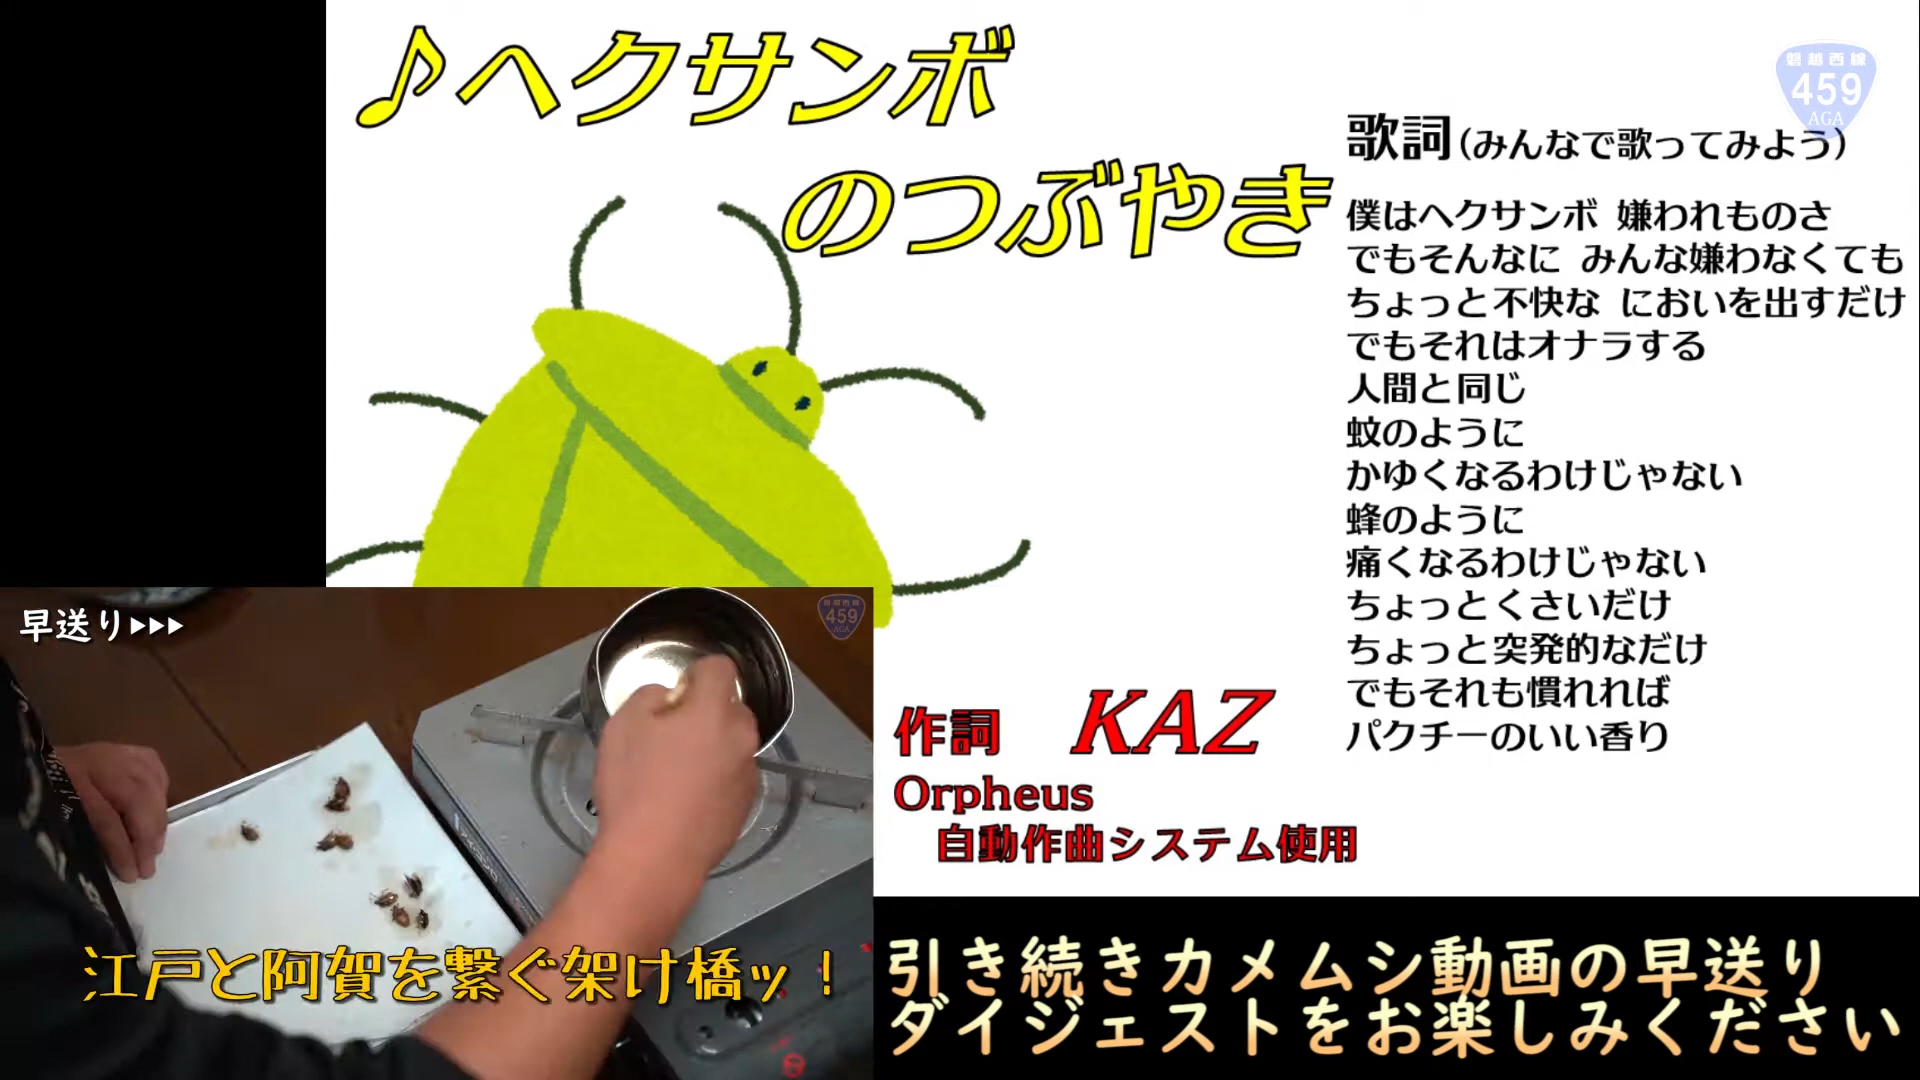 ♪ヘクサンボ
のつぶやき
磐越西線
459
AGA
歌詞(みんなで歌ってみよう)
僕はヘクサンボ 嫌われものさ
でもそんなに みんな嫌わなくても
ちょっと不快な においを出すだけ
でもそれはオナラする
人間と同じ
蚊のように
かゆくなるわけじゃない
蜂のように
痛くなるわけじゃない
ちょっとくさいだけ
ちょっと突発的なだけ
でもそれも慣れれば
パクチーのいい香り
作詞 KAZ
Orpheus
自動作曲システム使用
早送り▶▶▶
磐越西線
459
AGA
江戸と阿賀を繋ぐ架け橋ッ!
引き続きカメムシ動画の早送り
ダイジェストをお楽しみください